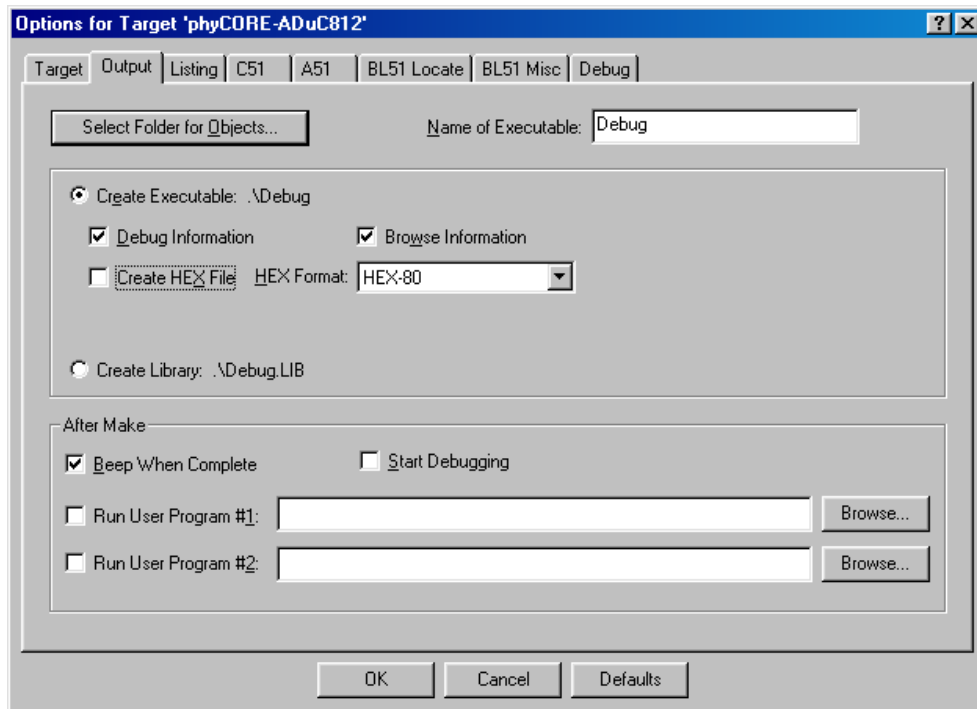 Options for Target 'phyCORE-ADuC812'
Target Output Listing C51 A51 BL51 Locate BL51 Misc Debug
Select Folder for Objects... Name of Executable: Debug
Create Executable: .\Debug
Debug Information Browse Information
Create HEX File HEX Format: HEX-80
Create Library: .\Debug.LIB
After Make
Beep When Complete Start Debugging
Run User Program #1: Browse...
Run User Program #2: Browse...
OK Cancel Defaults